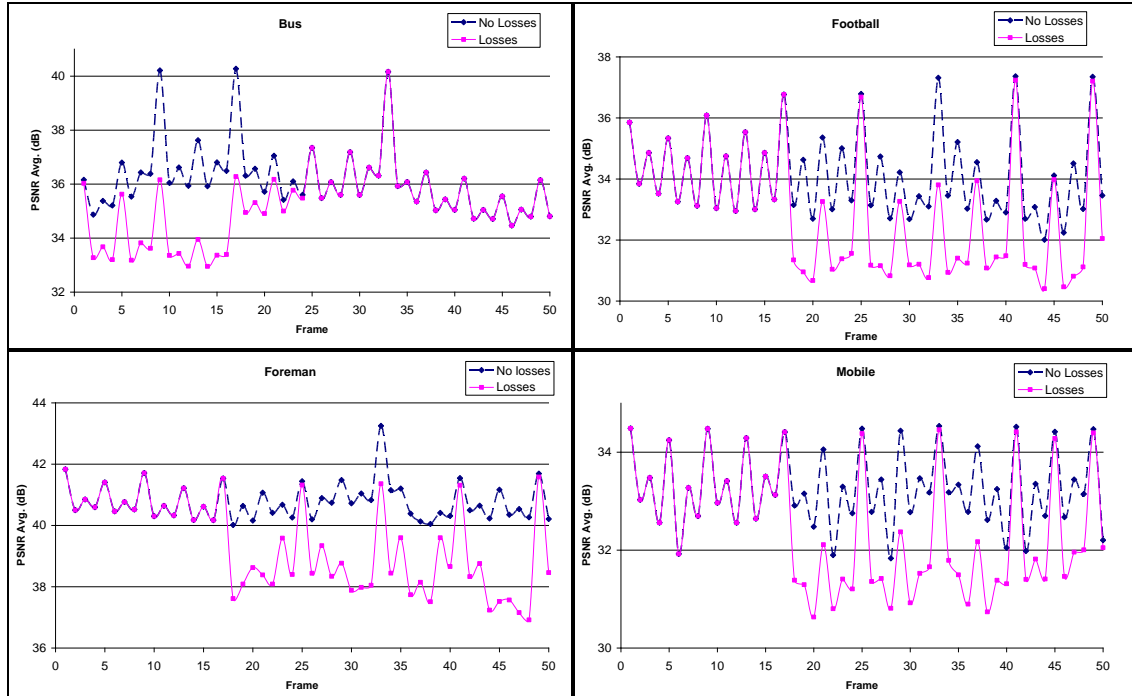 Bus
No Losses
Losses
PSNR Avg. (dB)
40
38
36
34
32
0 5 10 15 20 25 30 35 40 45 50
Frame
Football
No Losses
Losses
PSNR Avg. (dB)
38
36
34
32
30
0 5 10 15 20 25 30 35 40 45 50
Frame
Foreman
No losses
Losses
PSNR Avg. (dB)
44
42
40
38
36
0 5 10 15 20 25 30 35 40 45 50
Frame
Mobile
No Losses
Losses
PSNR Avg. (dB)
34
32
30
0 5 10 15 20 25 30 35 40 45 50
Frame